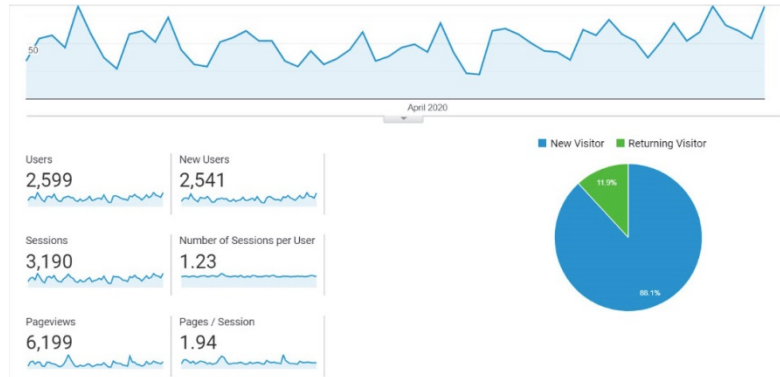 50
April 2020
New Visitor Returning Visitor
Users New Users
2,599 2,541
11.9%
Sessions Number of Sessions per User
3,190 1.23
88.1%
Pageviews Pages / Session
6,199 1.94